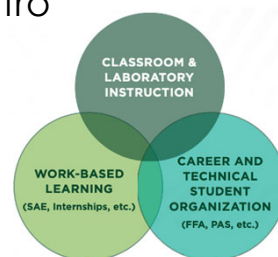 CLASSROOM &
LABORATORY
INSTRUCTION
WORK-BASED
LEARNING
(SAE, Internships, etc.)
CAREER AND
TECHNICAL
STUDENT
ORGANIZATION
(FFA, PAS, etc.)